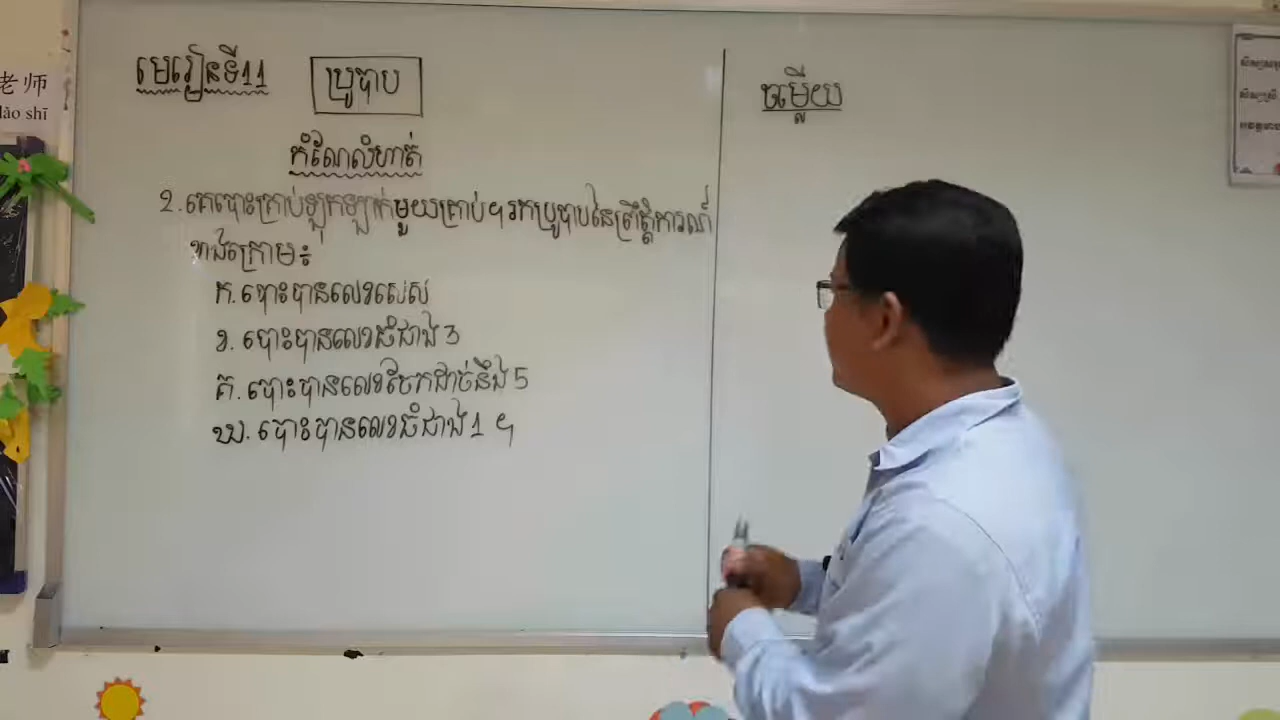 老师
lǎo shī
មេរៀនទី11
ប្រូបាប
កំណែលំហាត់
2.គេបោះគ្រាប់ឡុកឡាក់មួយគ្រាប់។រកប្រូបាបនៃព្រឹត្តិការណ៍
ខាងក្រោម៖
ក. បោះបានលេខសេស
ខ. បោះបានលេខធំជាង 3
គ. បោះបានលេខចែកដាច់នឹង 5
ឃ. បោះបានលេខធំជាង 1 ។
ចម្លើយ